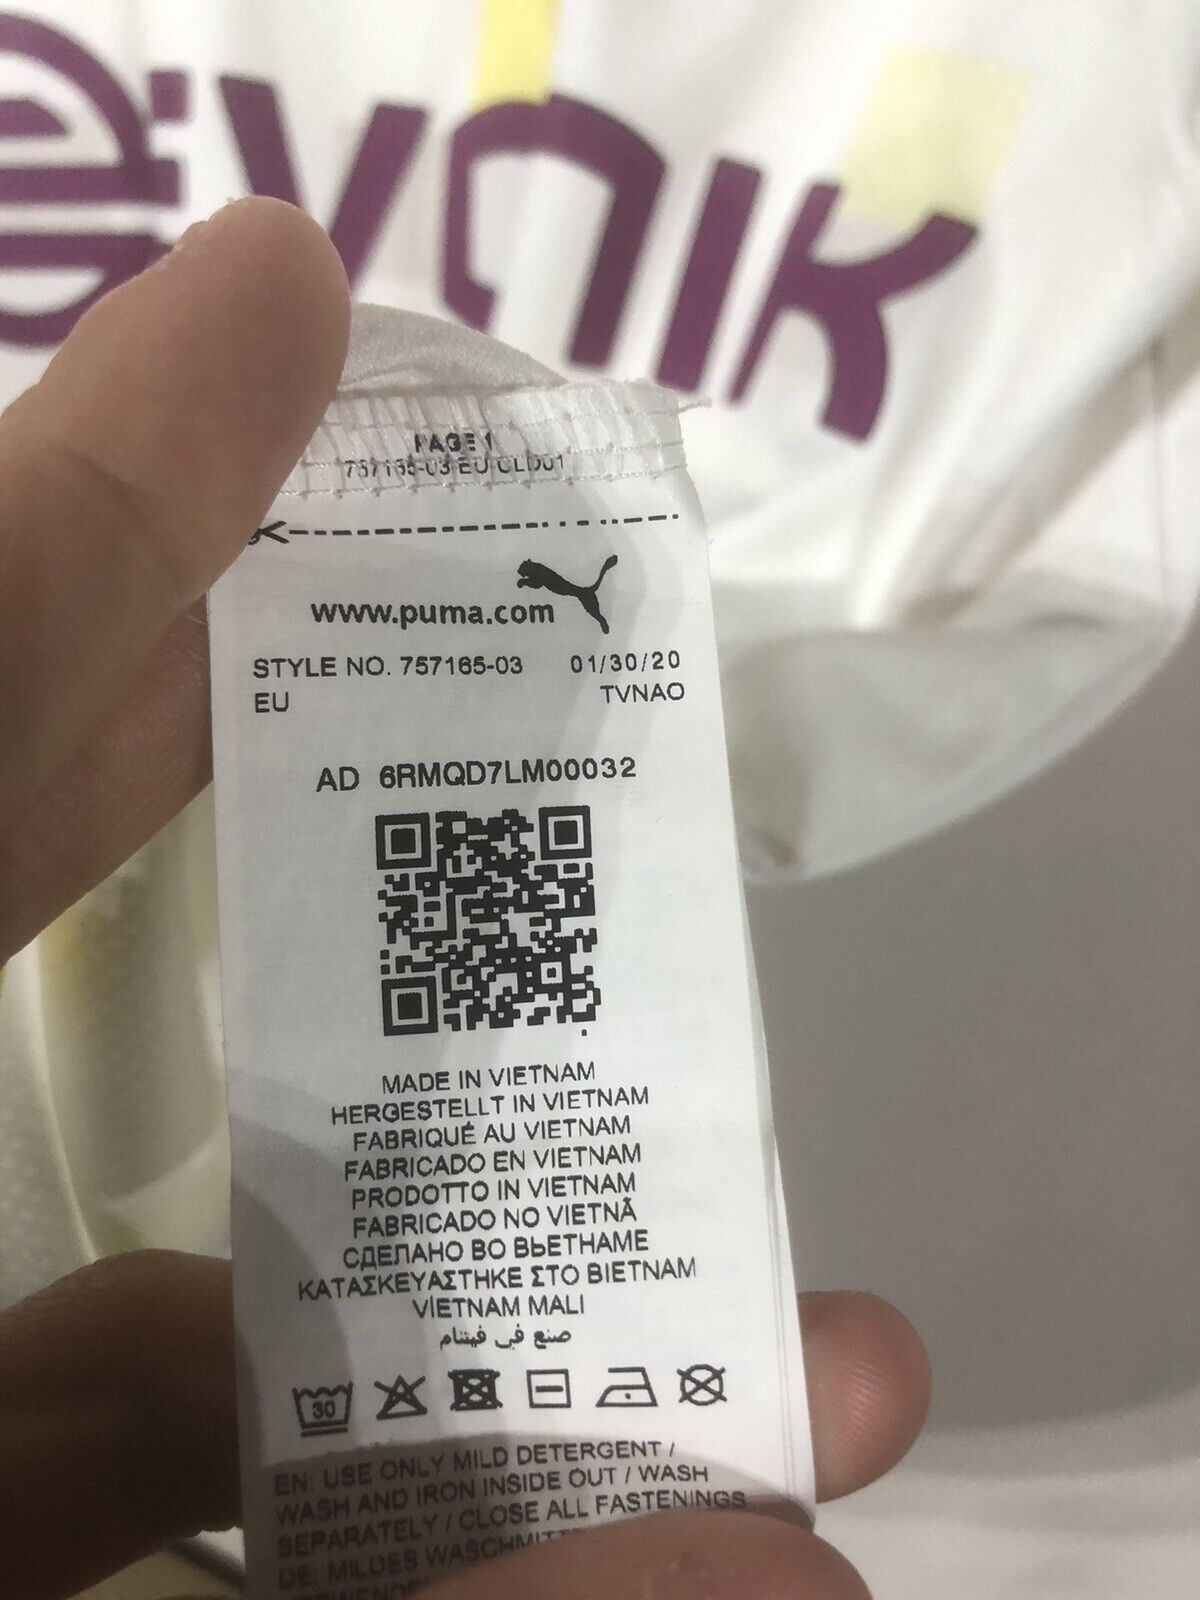 eVONIK
PAGE 1
757165-03 EU CLD01
www.puma.com
STYLE NO. 757165-03 01/30/20
EU TVNAO
AD 6RMQD7LM00032
MADE IN VIETNAM
HERGESTELLT IN VIETNAM
FABRIQUÉ AU VIETNAM
FABRICADO EN VIETNAM
PRODOTTO IN VIETNAM
FABRICADO NO VIETNÃ
СДЕЛАНО ВО ВЬЕТНАМЕ
ΚΑΤΑΣΚΕΥΑΣΤΗΚΕ ΣΤΟ ΒΙΕΤΝΑΜ
VİETNAM MALI
صنع في فيتنام
30
EN: USE ONLY MILD DETERGENT /
WASH AND IRON INSIDE OUT / WASH
SEPARATELY / CLOSE ALL FASTENINGS
DE: MILDES